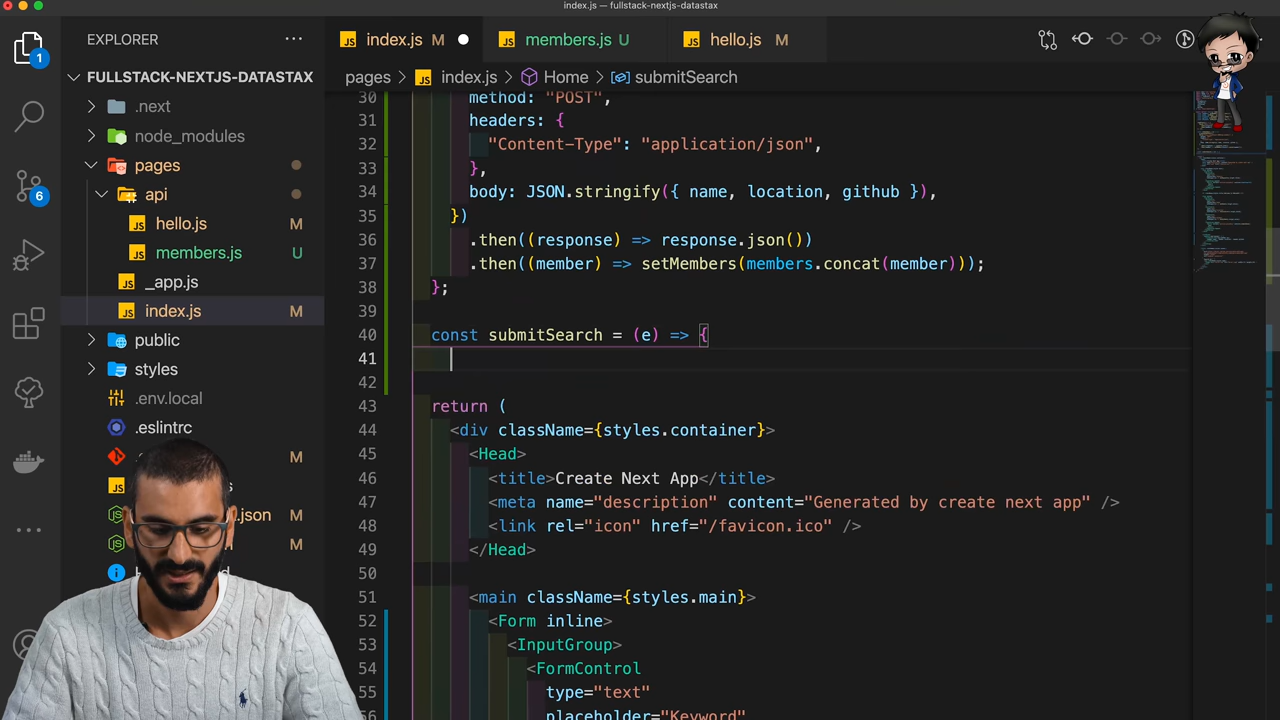 index.js — fullstack-nextjs-datastax
EXPLORER
index.js M
members.js U
hello.js M
1
FULLSTACK-NEXTJS-DATASTAX
pages > index.js > Home > submitSearch
.next
node_modules
pages
api
hello.js M
members.js U
_app.js
index.js M
public
styles
.env.local
.eslintrc
M
s
.json M
M
6
30 method: "POST",
31 headers: {
32 "Content-Type": "application/json",
33 },
34 body: JSON.stringify({ name, location, github }),
35 })
36 .then((response) => response.json())
37 .then((member) => setMembers(members.concat(member)));
38 };
39
40 const submitSearch = (e) => {
41
42
43 return (
44 <div className={styles.container}>
45 <Head>
46 <title>Create Next App</title>
47 <meta name="description" content="Generated by create next app" />
48 <link rel="icon" href="/favicon.ico" />
49 </Head>
50
51 <main className={styles.main}>
52 <Form inline>
53 <InputGroup>
54 <FormControl
55 type="text"
56 placeholder="Keyword"